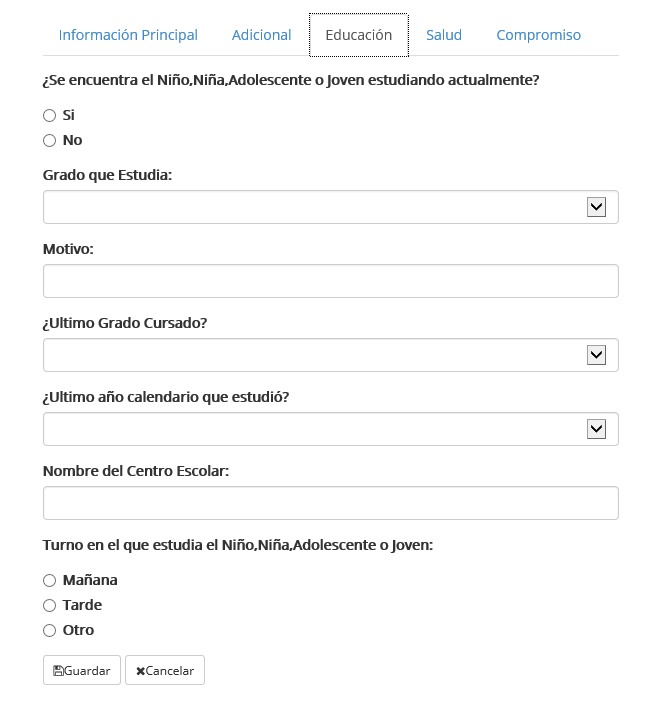 Información Principal Adicional Educación Salud Compromiso
¿Se encuentra el Niño,Niña,Adolescente o Joven estudiando actualmente?
Si
No
Grado que Estudia:
Motivo:
¿Ultimo Grado Cursado?
¿Ultimo año calendario que estudió?
Nombre del Centro Escolar:
Turno en el que estudia el Niño,Niña,Adolescente o Joven:
Mañana
Tarde
Otro
Guardar Cancelar